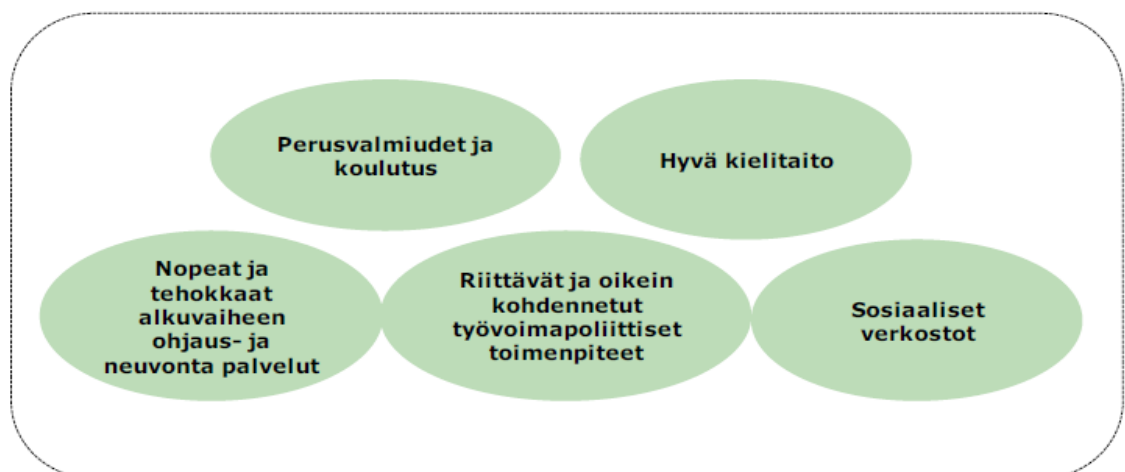 Perusvalmiudet ja
koulutus
Hyvä kielitaito
Nopeat ja
tehokkaat
alkuvaiheen
ohjaus- ja
neuvonta palvelut
Riittävät ja oikein
kohdennetut
työvoimapoliittiset
toimenpiteet
Sosiaaliset
verkostot